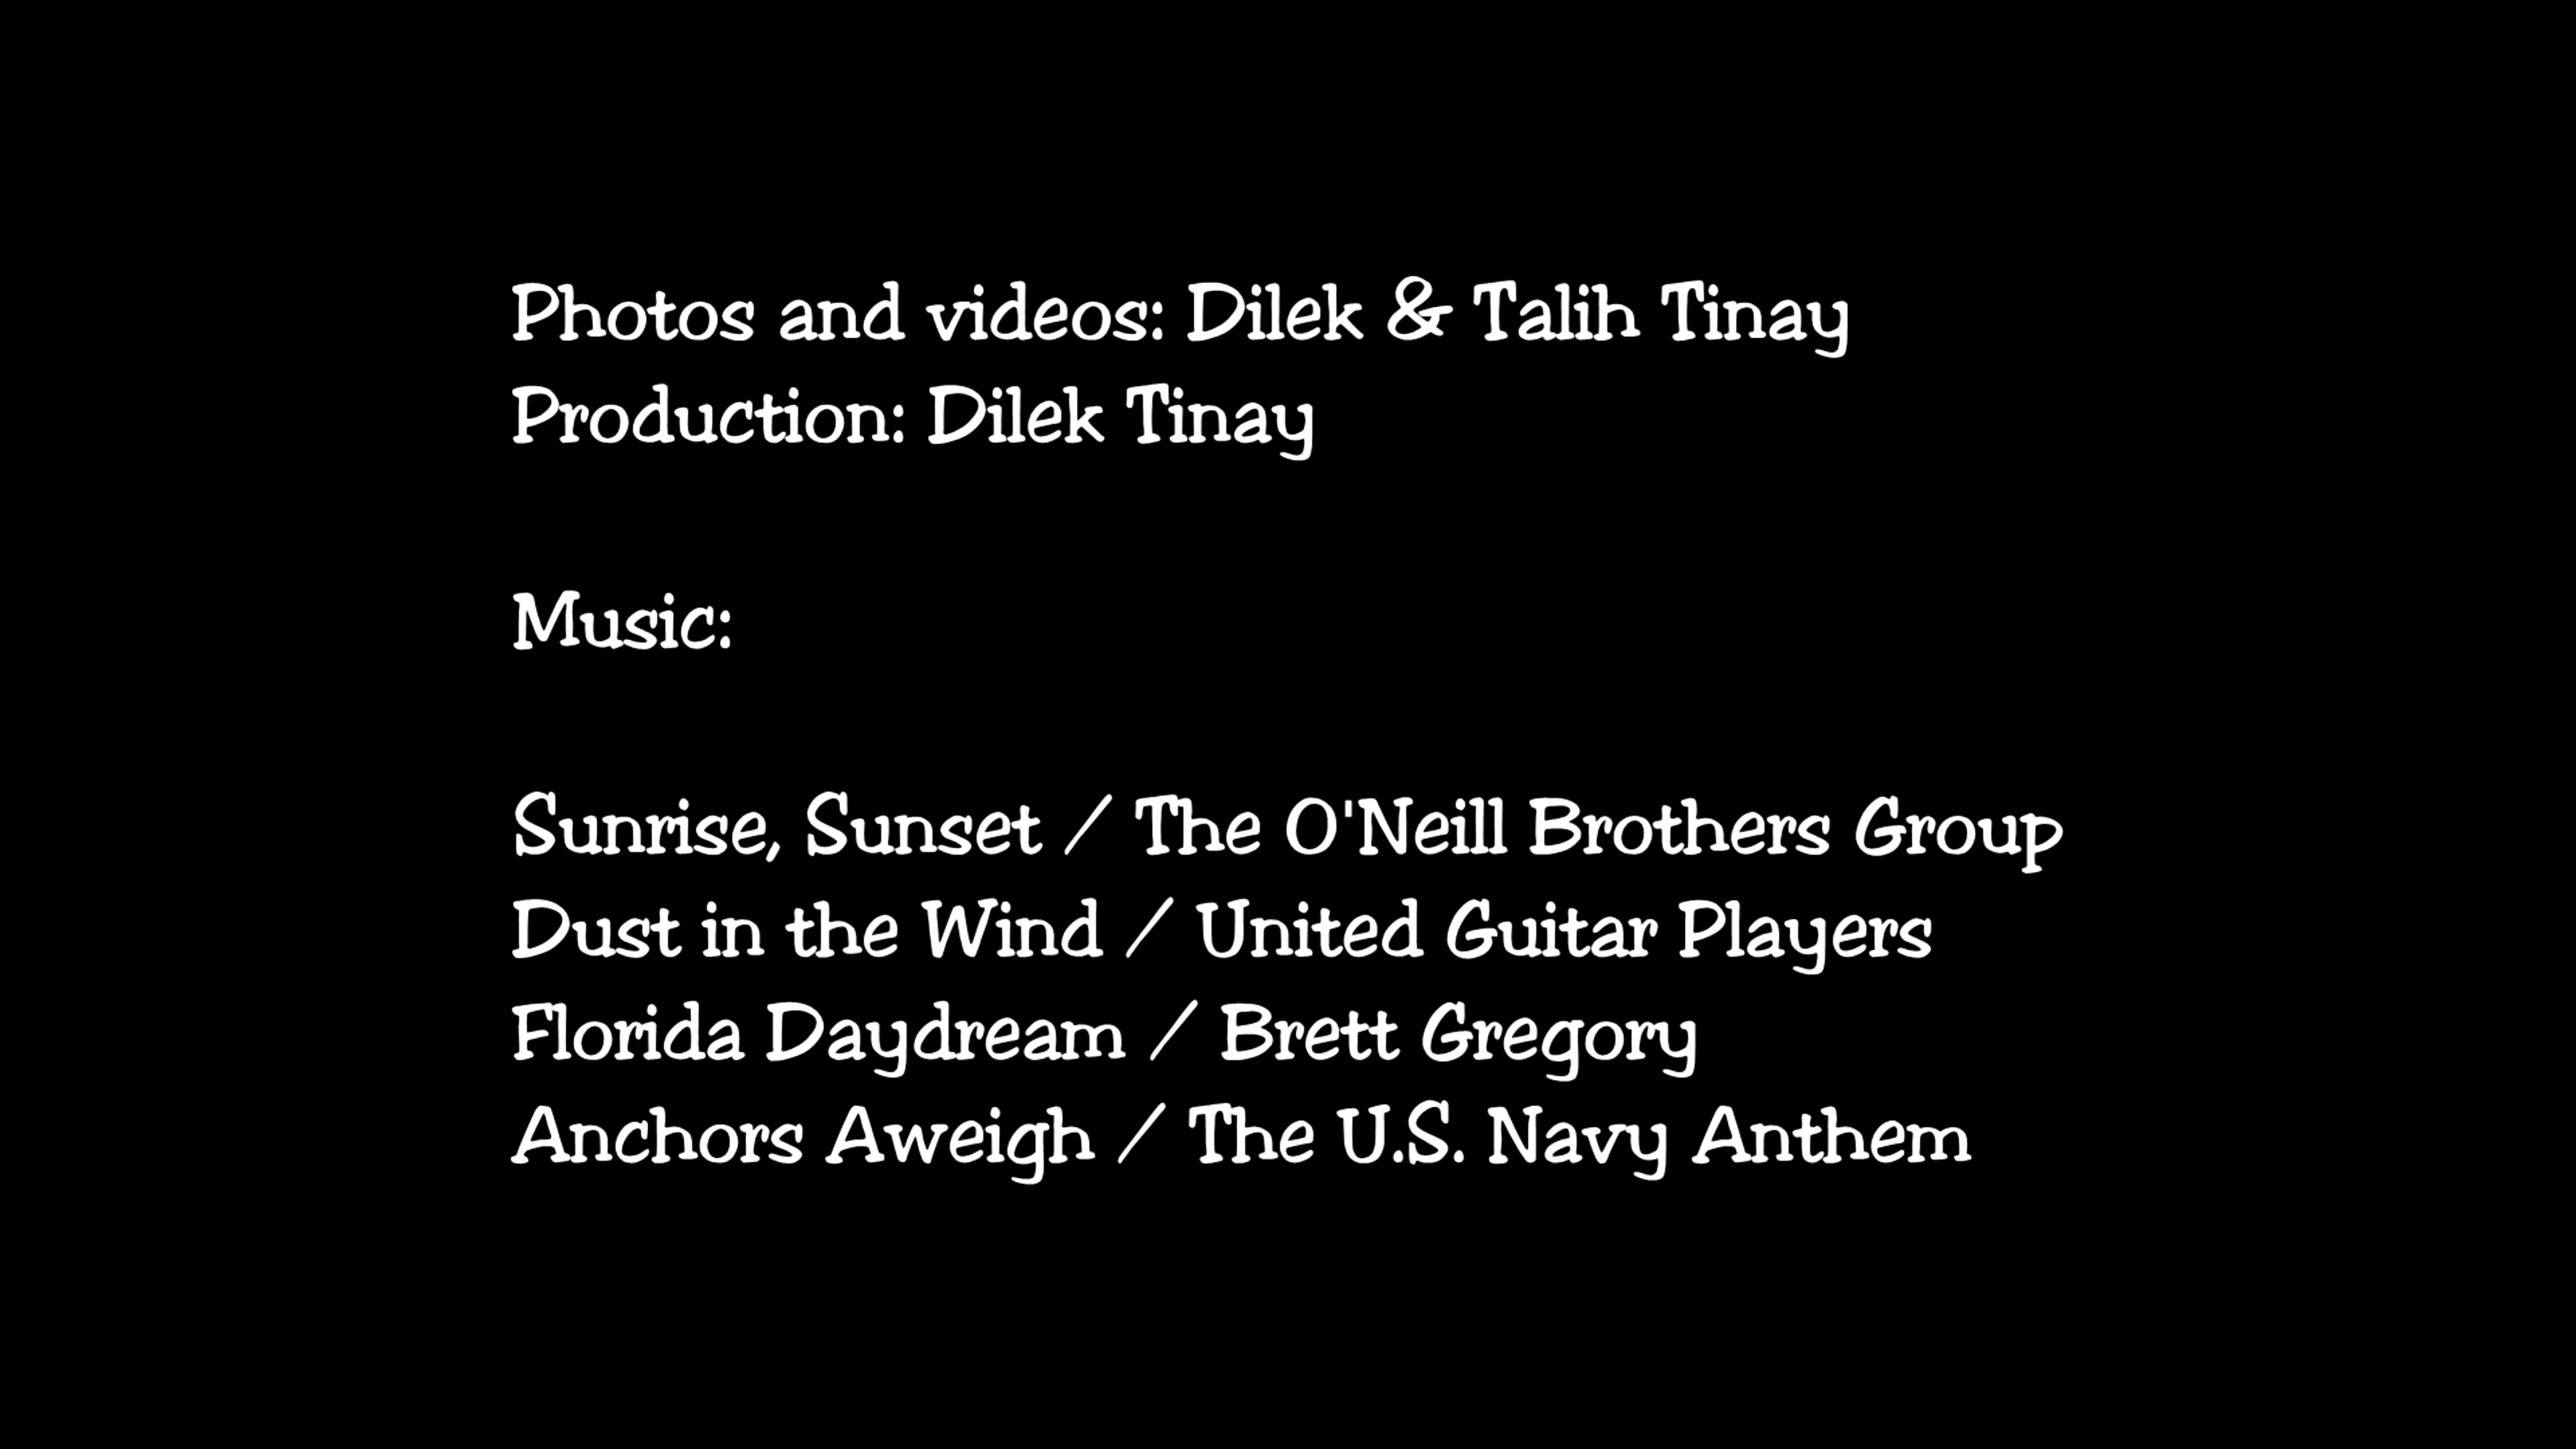 Photos and videos: Dilek & Talih Tinay
Production: Dilek Tinay
Music:
Sunrise, Sunset / The O'Neill Brothers Group
Dust in the Wind / United Guitar Players
Florida Daydream / Brett Gregory
Anchors Aweigh / The U.S. Navy Anthem